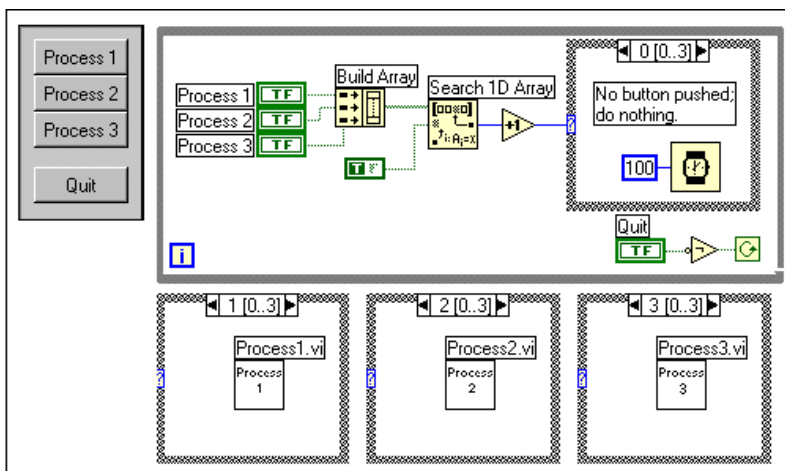 Process 1
Process 2
Process 3
Quit
0 [0..3]
Build Array
Search 1D Array
No button pushed;
do nothing.
Process 1 TF
Process 2 TF
Process 3 TF
+1
?
T F
100
Quit
TF
i
1 [0..3]
2 [0..3]
3 [0..3]
Process1.vi
Process2.vi
Process3.vi
?
Process
1
?
Process
2
?
Process
3